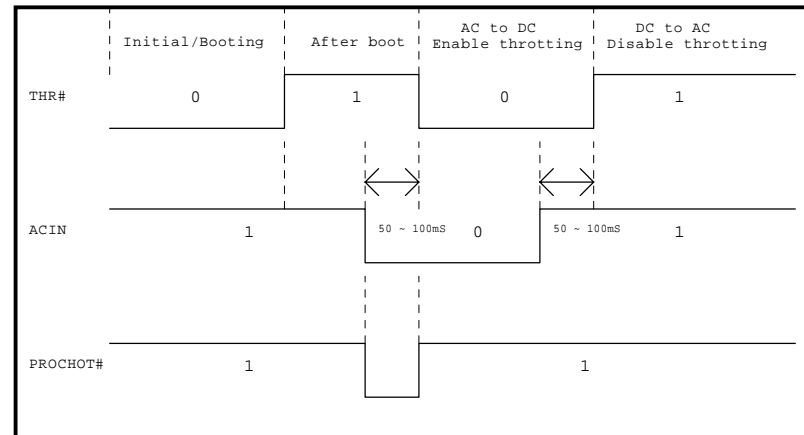 Initial/Booting
After boot
AC to DC
Enable throtting
DC to AC
Disable throtting
THR#
0
1
0
1
ACIN
1
50 ~ 100mS
0
50 ~ 100mS
1
PROCHOT#
1
1